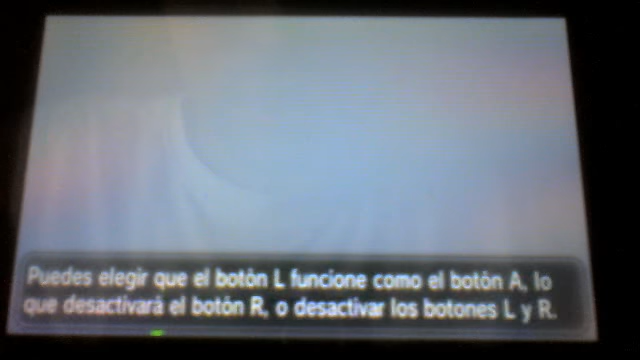 Puedes elegir que el botón L funcione como el botón A, lo
que desactivará el botón R, o desactivar los botones L y R.